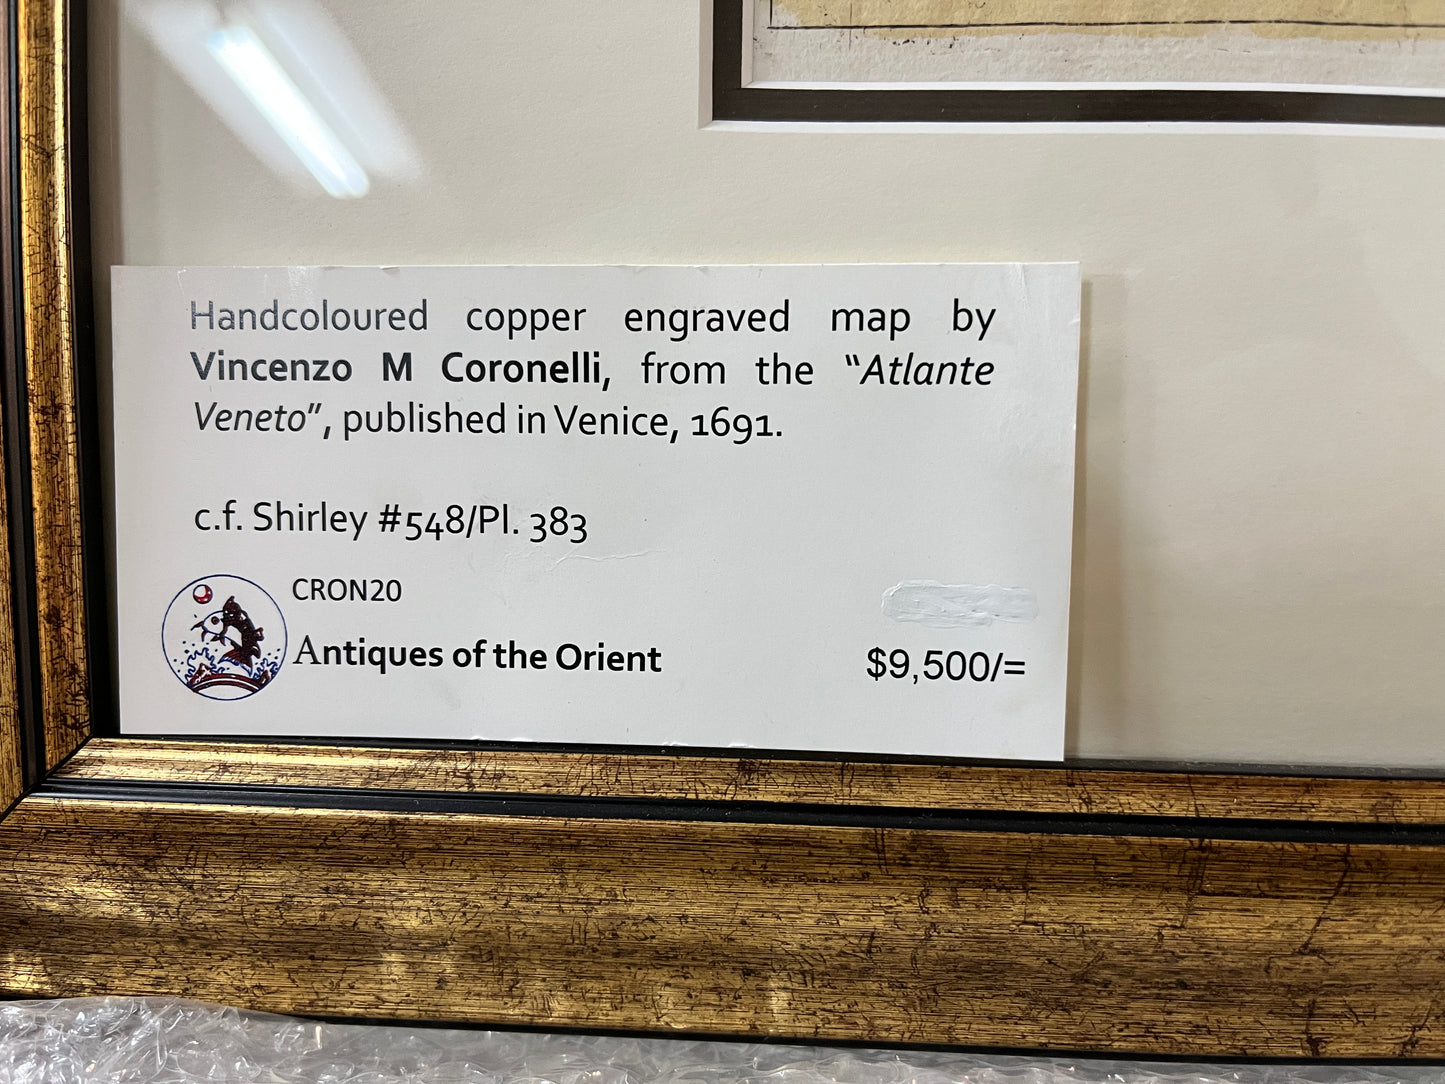 Handcoloured copper engraved map by
Vincenzo M Coronelli, from the “Atlante
Veneto”, published in Venice, 1691.
c.f. Shirley #548/Pl. 383
CRON20
Antiques of the Orient
$9,500/=